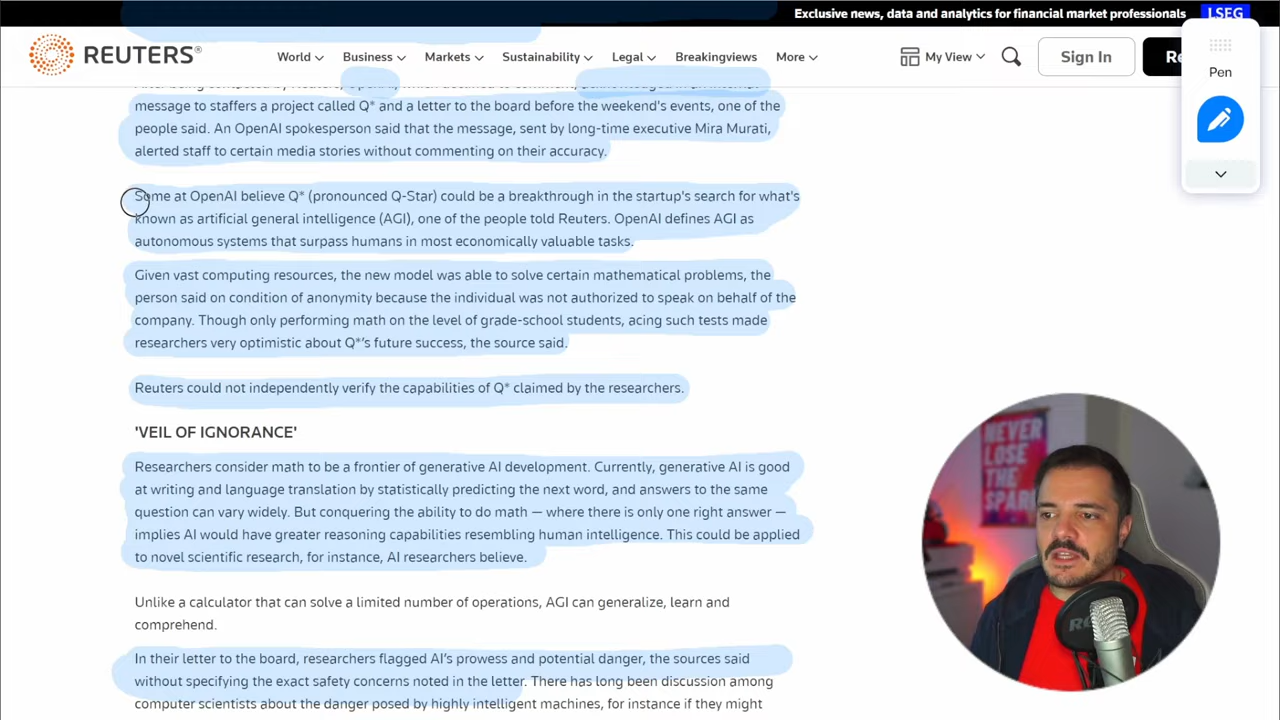 Exclusive news, data and analytics for financial market professionals LSEG
REUTERS®
World Business Markets Sustainability Legal Breakingviews More My View Sign In Re
Pen
message to staffers a project called Q* and a letter to the board before the weekend's events, one of the
people said. An OpenAI spokesperson said that the message, sent by long-time executive Mira Murati,
alerted staff to certain media stories without commenting on their accuracy.
Some at OpenAI believe Q* (pronounced Q-Star) could be a breakthrough in the startup's search for what's
known as artificial general intelligence (AGI), one of the people told Reuters. OpenAI defines AGI as
autonomous systems that surpass humans in most economically valuable tasks.
Given vast computing resources, the new model was able to solve certain mathematical problems, the
person said on condition of anonymity because the individual was not authorized to speak on behalf of the
company. Though only performing math on the level of grade-school students, acing such tests made
researchers very optimistic about Q*'s future success, the source said.
Reuters could not independently verify the capabilities of Q* claimed by the researchers.
'VEIL OF IGNORANCE'
Researchers consider math to be a frontier of generative AI development. Currently, generative AI is good
at writing and language translation by statistically predicting the next word, and answers to the same
question can vary widely. But conquering the ability to do math — where there is only one right answer —
implies AI would have greater reasoning capabilities resembling human intelligence. This could be applied
to novel scientific research, for instance, AI researchers believe.
Unlike a calculator that can solve a limited number of operations, AGI can generalize, learn and
comprehend.
In their letter to the board, researchers flagged AI's prowess and potential danger, the sources said
without specifying the exact safety concerns noted in the letter. There has long been discussion among
computer scientists about the danger posed by highly intelligent machines, for instance if they might
NEVER
LOSE
THE
SPARK